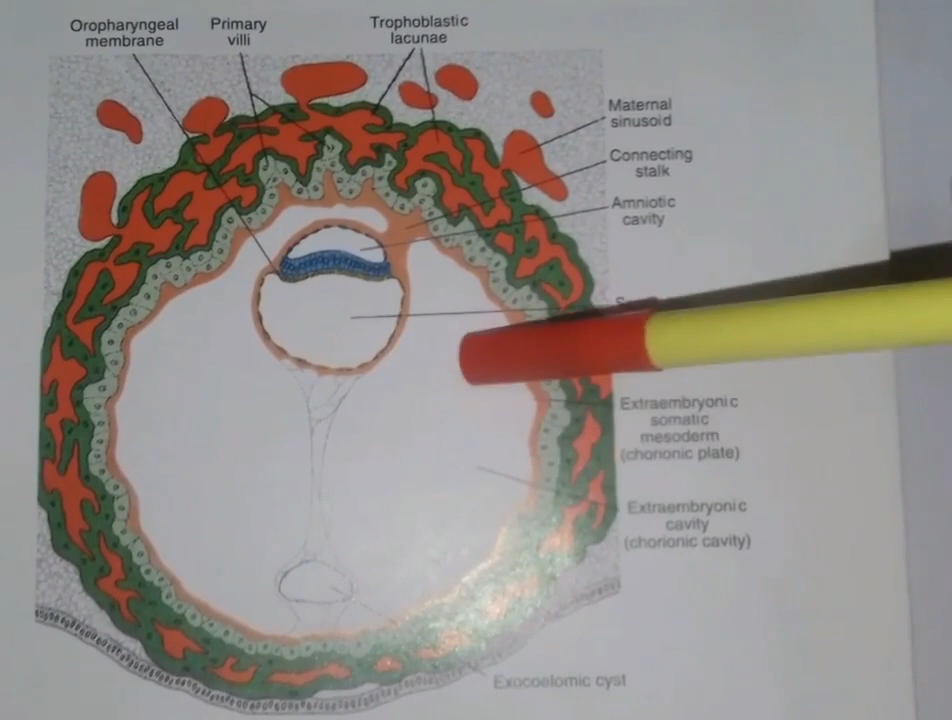 Oropharyngeal
membrane
Primary
villi
Trophoblastic
lacunae
Maternal
sinusoid
Connecting
stalk
Amniotic
cavity
Extraembryonic
somatic
mesoderm
(chorionic plate)
Extraembryonic
cavity
(chorionic cavity)
Exocoelomic cyst